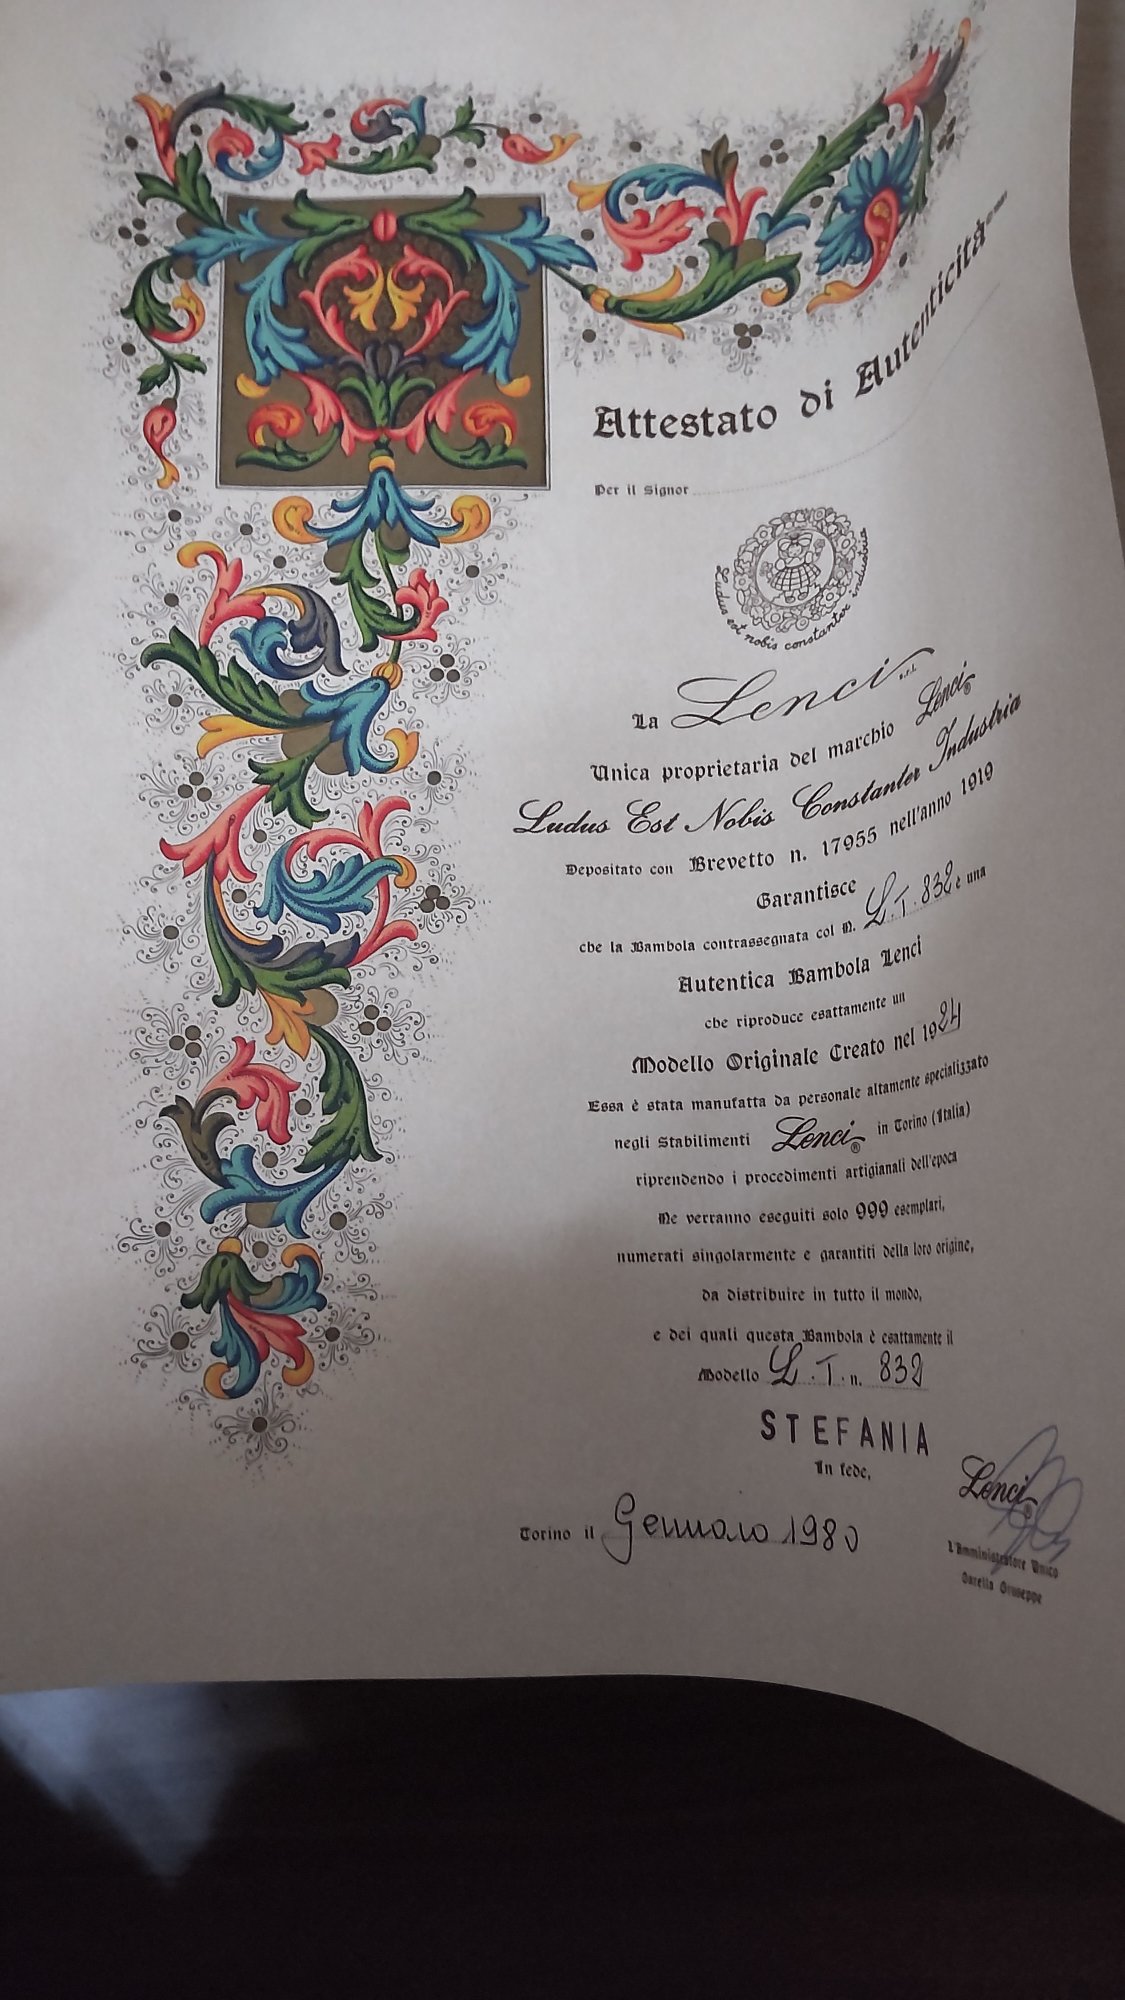 Attestato di Autenticità
Per il Signor
Ludus est nobis constanter industria
La Lenci s.r.l.
Unica proprietaria del marchio Lenci®
Ludus Est Nobis Constanter Industria
Depositato con Brevetto n. 17955 nell'anno 1919
Garantisce
che la Bambola contrassegnata col N. L.T. 832 è una
Autentica Bambola Lenci
che riproduce esattamente un
Modello Originale Creato nel 1924
Essa è stata manufatta da personale altamente specializzato
negli Stabilimenti Lenci® in Torino (Italia)
riprendendo i procedimenti artigianali dell'epoca
Ne verranno eseguiti solo 999 esemplari,
numerati singolarmente e garantiti della loro origine,
da distribuire in tutto il mondo,
e dei quali questa Bambola è esattamente il
Modello L.T. n. 832
STEFANIA
In fede,
Lenci®
Torino il Gennaio 1980
l'Amministratore Unico
Giuseppe